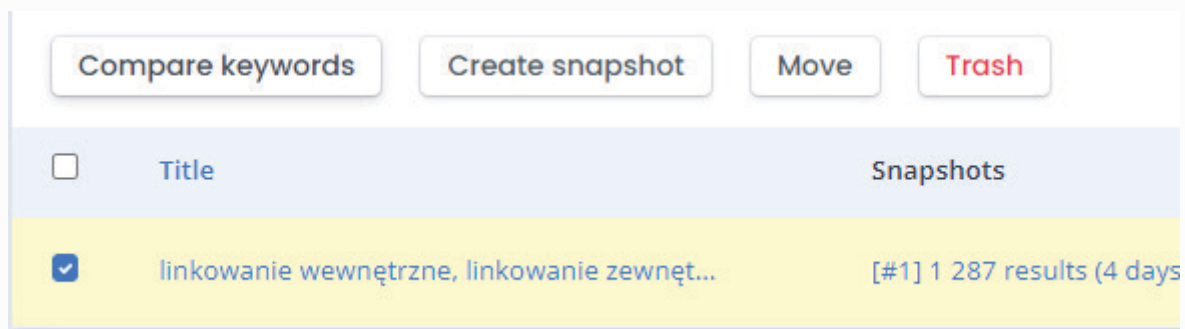 Compare keywords Create snapshot Move Trash
Title Snapshots
linkowanie wewnętrzne, linkowanie zewnęt... [#1] 1 287 results (4 days